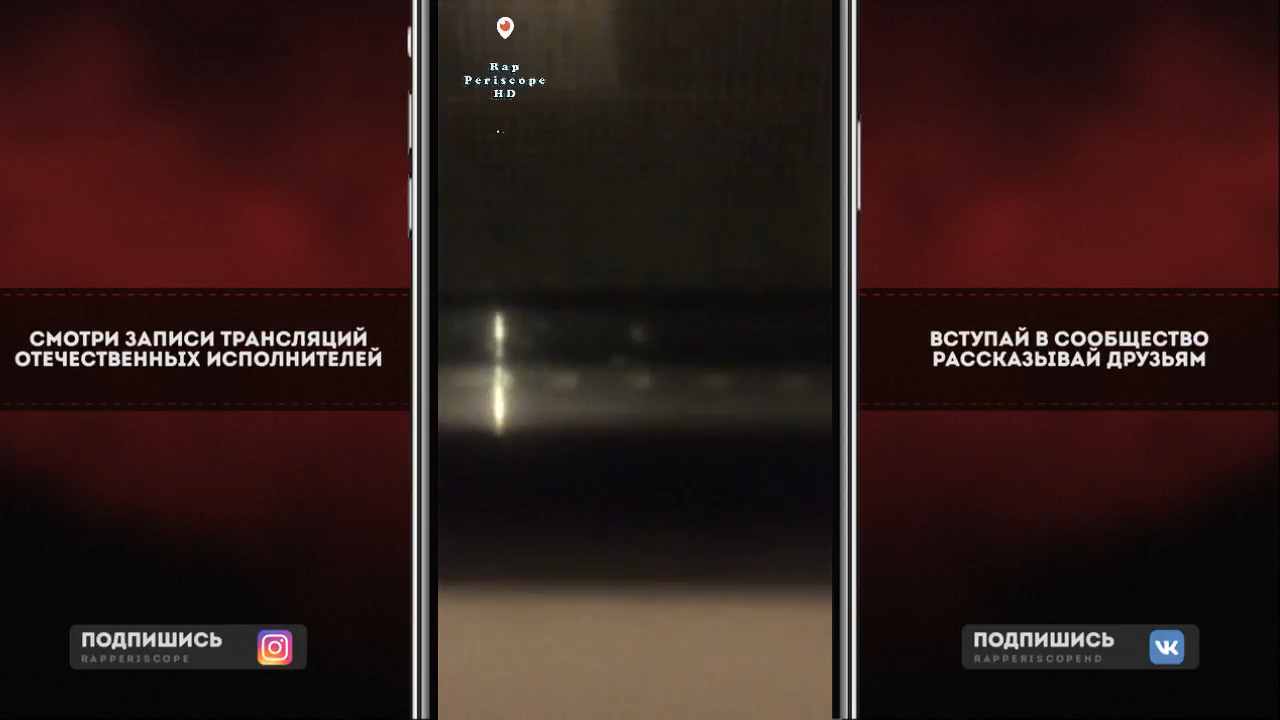 Rap
Periscope
HD
СМОТРИ ЗАПИСИ ТРАНСЛЯЦИЙ
ОТЕЧЕСТВЕННЫХ ИСПОЛНИТЕЛЕЙ
ВСТУПАЙ В СООБЩЕСТВО
РАССКАЗЫВАЙ ДРУЗЬЯМ
ПОДПИШИСЬ
RAPPERISCOPE
ПОДПИШИСЬ
RAPPERISCOPEHD